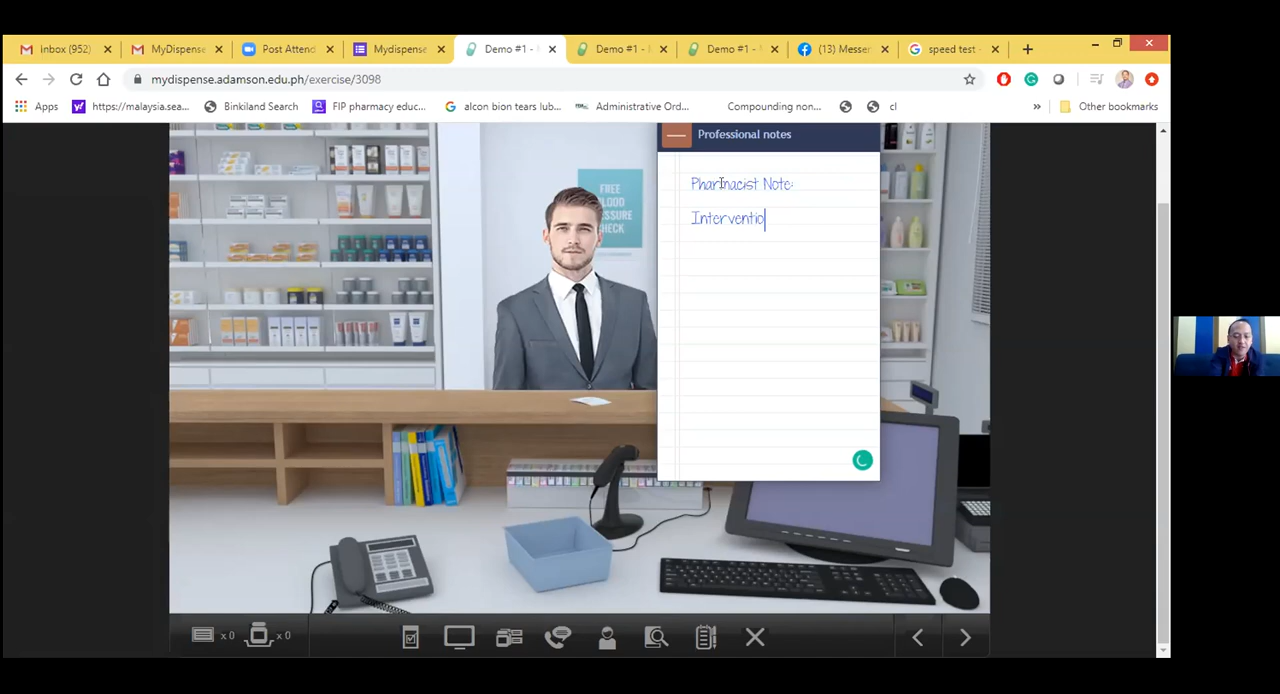 Inbox (952)
MyDispense
Post Attend
Mydispense
Demo #1 -
Demo #1 -
Demo #1 -
(13) Messer
speed test -
mydispense.adamson.edu.ph/exercise/3098
Apps
https://malaysia.sea...
Binkiland Search
FIP pharmacy educ...
alcon bion tears lub...
Administrative Ord...
Compounding non...
cl
Other bookmarks
Professional notes
FREE
BLOOD
PRESSURE
CHECK
Pharmacist Note:
Interventio
x 0
x 0